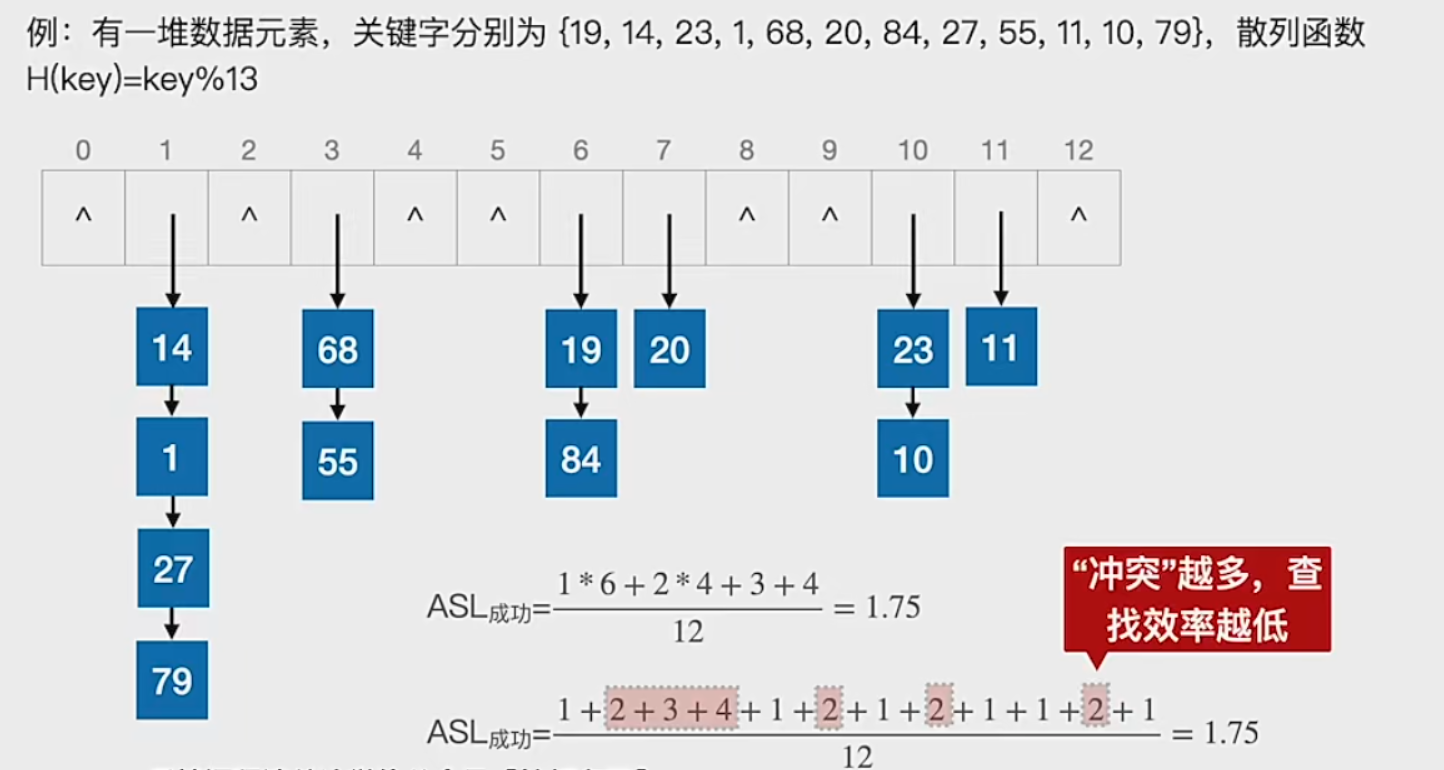 例：有一堆数据元素，关键字分别为 {19, 14, 23, 1, 68, 20, 84, 27, 55, 11, 10, 79}，散列函数
H(key)=key%13
0 1 2 3 4 5 6 7 8 9 10 11 12
^ ^ ^ ^ ^ ^ ^
14 68 19 20 23 11
1 55 84 10
27
79
ASL成功= 1 * 6 + 2 * 4 + 3 + 4 / 12 = 1.75
“冲突”越多，查
找效率越低
ASL成功= 1 + 2 + 3 + 4 + 1 + 2 + 1 + 2 + 1 + 1 + 2 + 1 / 12 = 1.75